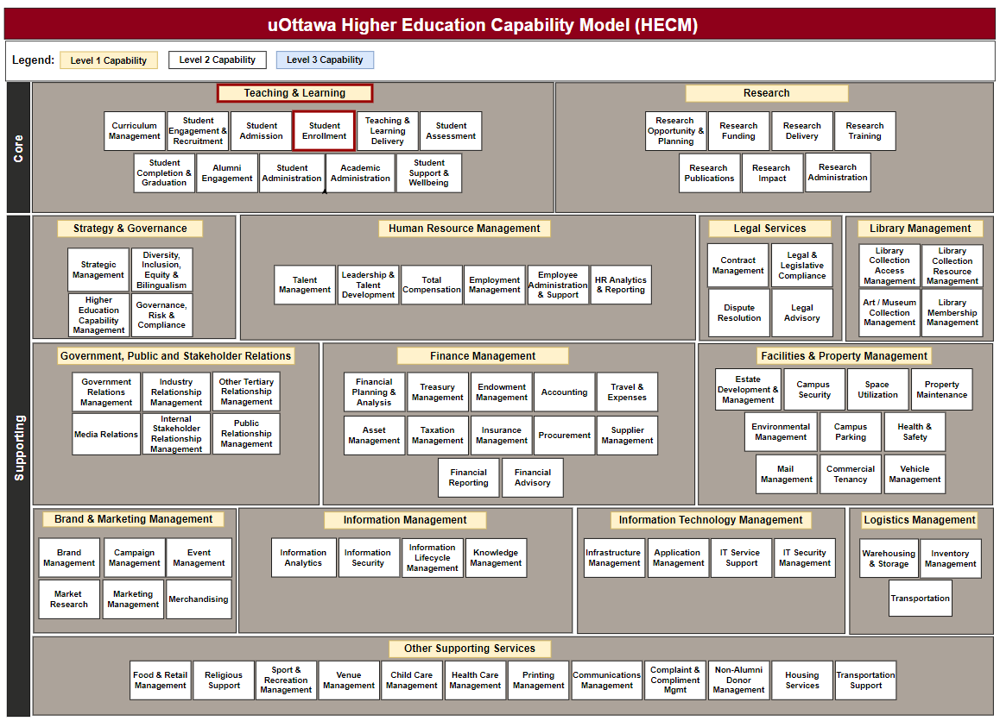 uOttawa Higher Education Capability Model (HECM)
Legend:
Level 1 Capability
Level 2 Capability
Level 3 Capability
Core
Teaching & Learning
Curriculum
Management
Student
Engagement &
Recruitment
Student
Admission
Student
Enrollment
Teaching &
Learning
Delivery
Student
Assessment
Student
Completion &
Graduation
Alumni
Engagement
Student
Administration
Academic
Administration
Student
Support &
Wellbeing
Research
Research
Opportunity &
Planning
Research
Funding
Research
Delivery
Research
Training
Research
Publications
Research
Impact
Research
Administration
Supporting
Strategy & Governance
Strategic
Management
Diversity,
Inclusion,
Equity &
Bilingualism
Higher
Education
Capability
Management
Governance,
Risk &
Compliance
Human Resource Management
Talent
Management
Leadership &
Talent
Development
Total
Compensation
Employment
Management
Employee
Administration
& Support
HR Analytics
& Reporting
Legal Services
Contract
Management
Legal &
Legislative
Compliance
Dispute
Resolution
Legal
Advisory
Library Management
Library
Collection
Access
Management
Library
Collection
Resource
Management
Art / Museum
Collection
Management
Library
Membership
Management
Government, Public and Stakeholder Relations
Government
Relations
Management
Industry
Relationship
Management
Other Tertiary
Relationship
Management
Media Relations
Internal
Stakeholder
Relationship
Management
Public
Relationship
Management
Finance Management
Financial
Planning &
Analysis
Treasury
Management
Endowment
Management
Accounting
Travel &
Expenses
Asset
Management
Taxation
Management
Insurance
Management
Procurement
Supplier
Management
Financial
Reporting
Financial
Advisory
Facilities & Property Management
Estate
Development &
Management
Campus
Security
Space
Utilization
Property
Maintenance
Environmental
Management
Campus
Parking
Health &
Safety
Mail
Management
Commercial
Tenancy
Vehicle
Management
Brand & Marketing Management
Brand
Management
Campaign
Management
Event
Management
Market
Research
Marketing
Management
Merchandising
Information Management
Information
Analytics
Information
Security
Information
Lifecycle
Management
Knowledge
Management
Information Technology Management
Infrastructure
Management
Application
Management
IT Service
Support
IT Security
Management
Logistics Management
Warehousing
& Storage
Inventory
Management
Transportation
Other Supporting Services
Food & Retail
Management
Religious
Support
Sport &
Recreation
Management
Venue
Management
Child Care
Management
Health Care
Management
Printing
Management
Communications
Management
Complaint &
Compliment
Mgmt
Non-Alumni
Donor
Management
Housing
Services
Transportation
Support